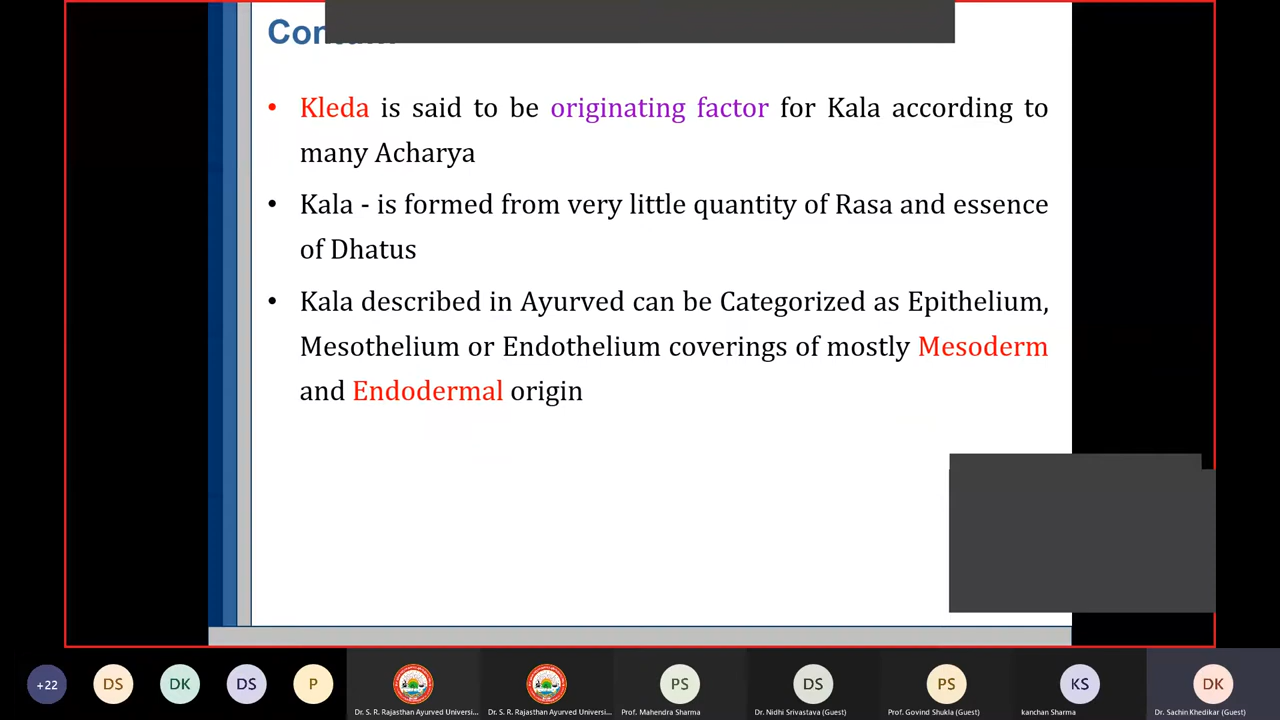 • Kleda is said to be originating factor for Kala according to
many Acharya
• Kala - is formed from very little quantity of Rasa and essence
of Dhatus
• Kala described in Ayurved can be Categorized as Epithelium,
Mesothelium or Endothelium coverings of mostly Mesoderm
and Endodermal origin
+22 DS DK DS P PS DS PS KS DK
Dr. S. R. Rajasthan Ayurved Universi... Dr. S. R. Rajasthan Ayurved Universi... Prof. Mahendra Sharma Dr. Nidhi Srivastava (Guest) Prof. Govind Shukla (Guest) kanchan Sharma Dr. Sachin Khedikar (Guest)